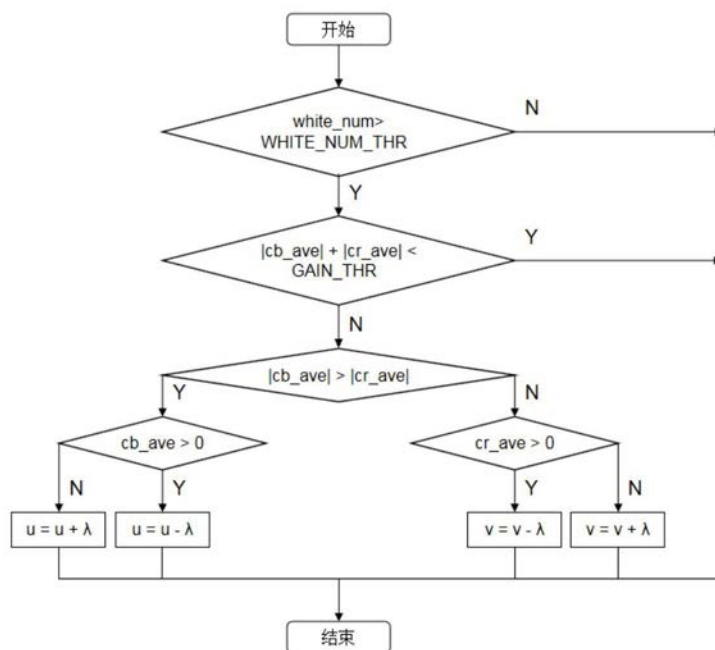 开始
white_num>
WHITE_NUM_THR
N
Y
|cb_ave| + |cr_ave| <
GAIN_THR
Y
N
|cb_ave| > |cr_ave|
Y
N
cb_ave > 0
cr_ave > 0
N
Y
Y
N
u = u + λ
u = u - λ
v = v - λ
v = v + λ
结束